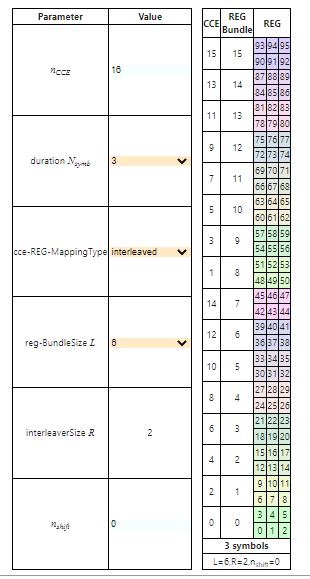 Parameter Value
nCCE 16
duration Nsymb 3
cce-REG-MappingType interleaved
reg-BundleSize L 6
interleaverSize R 2
nshift 0
CCE REG Bundle REG
15 15 93 94 95
90 91 92
13 14 87 88 89
84 85 86
11 13 81 82 83
78 79 80
9 12 75 76 77
72 73 74
7 11 69 70 71
66 67 68
5 10 63 64 65
60 61 62
3 9 57 58 59
54 55 56
1 8 51 52 53
48 49 50
14 7 45 46 47
42 43 44
12 6 39 40 41
36 37 38
10 5 33 34 35
30 31 32
8 4 27 28 29
24 25 26
6 3 21 22 23
18 19 20
4 2 15 16 17
12 13 14
2 1 9 10 11
6 7 8
0 0 3 4 5
0 1 2
3 symbols
L=6,R=2,nshift=0